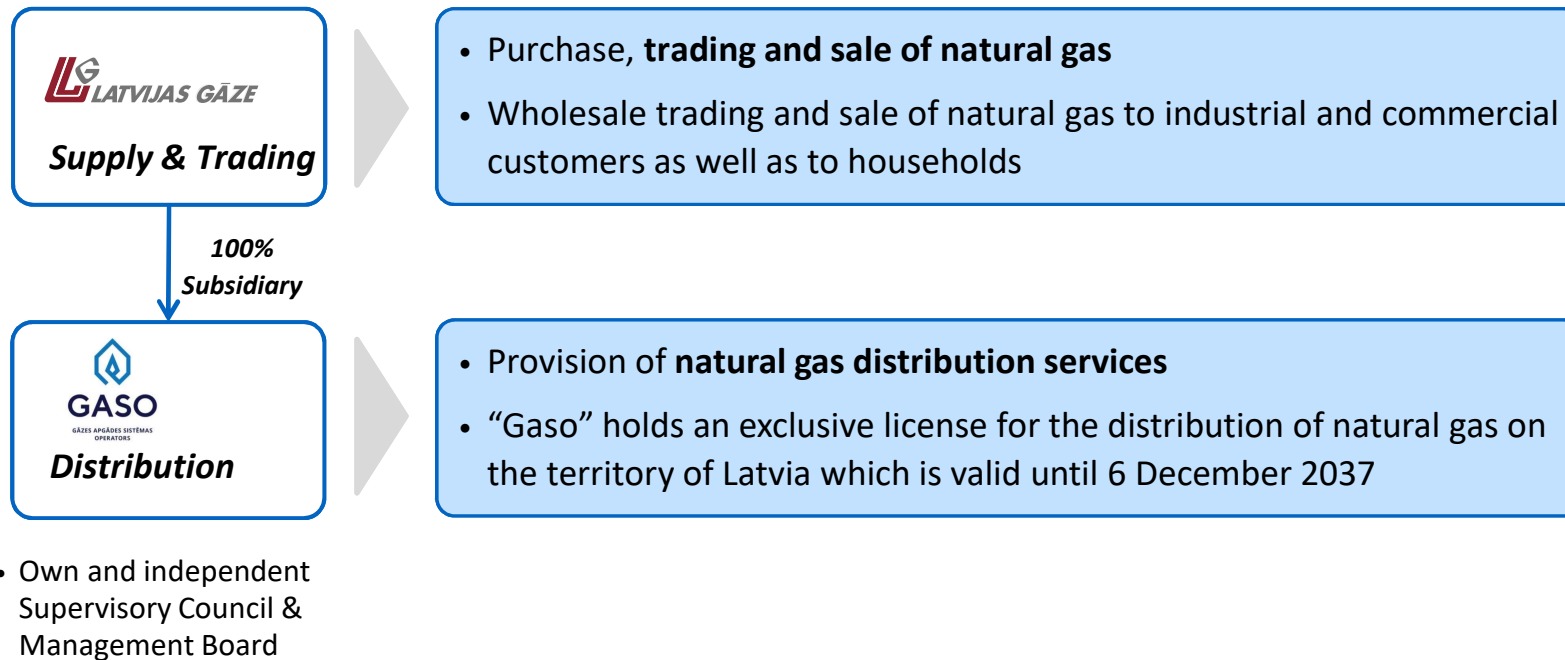 LG LATVIJAS GĀZE
Supply & Trading
• Purchase, trading and sale of natural gas
• Wholesale trading and sale of natural gas to industrial and commercial
customers as well as to households
100%
Subsidiary
GASO
GĀZES APGĀDES SISTĒMAS
OPERATORS
Distribution
• Provision of natural gas distribution services
• “Gaso” holds an exclusive license for the distribution of natural gas on
the territory of Latvia which is valid until 6 December 2037
• Own and independent
Supervisory Council &
Management Board